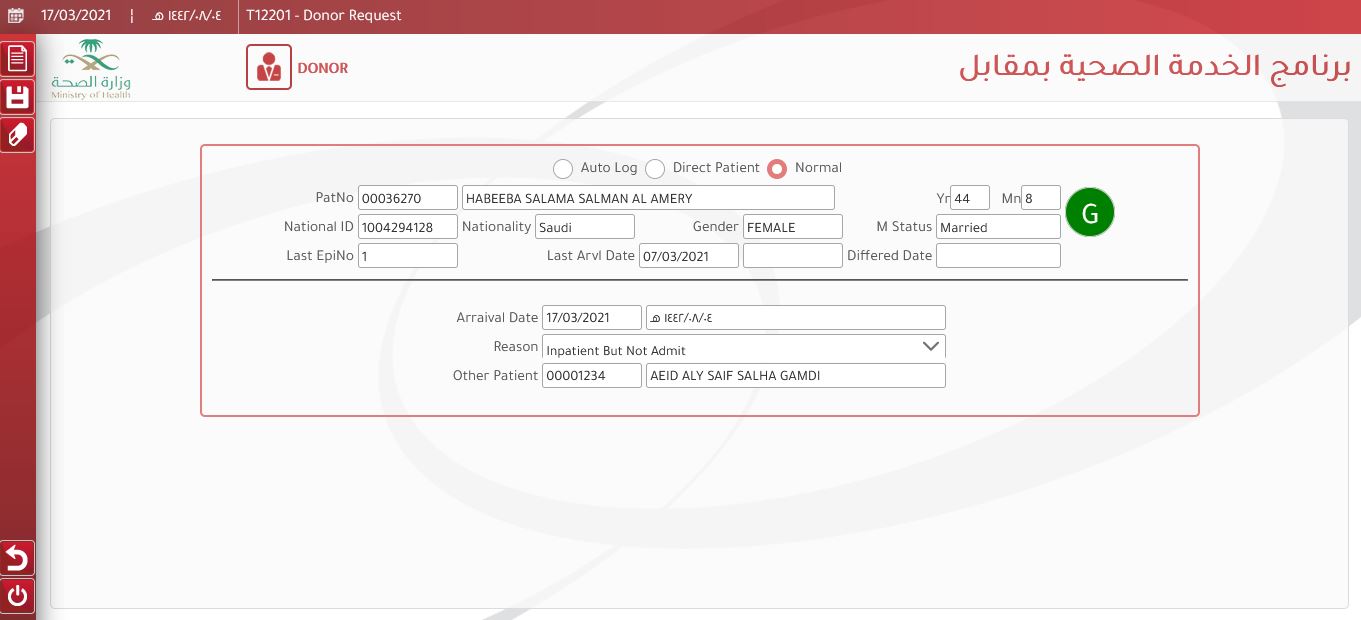 17/03/2021 | ١٤٤٢/٠٨/٠٤ هـ T12201 - Donor Request
وزارة الصحة
Ministry of Health
DONOR
برنامج الخدمة الصحية بمقابل
Auto Log Direct Patient Normal
PatNo 00036270 HABEEBA SALAMA SALMAN AL AMERY Yr 44 Mn 8
G
National ID 1004294128 Nationality Saudi Gender FEMALE M Status Married
Last EpiNo 1 Last Arvl Date 07/03/2021 Differed Date
Arraival Date 17/03/2021 ١٤٤٢/٠٨/٠٤ هـ
Reason Inpatient But Not Admit
Other Patient 00001234 AEID ALY SAIF SALHA GAMDI